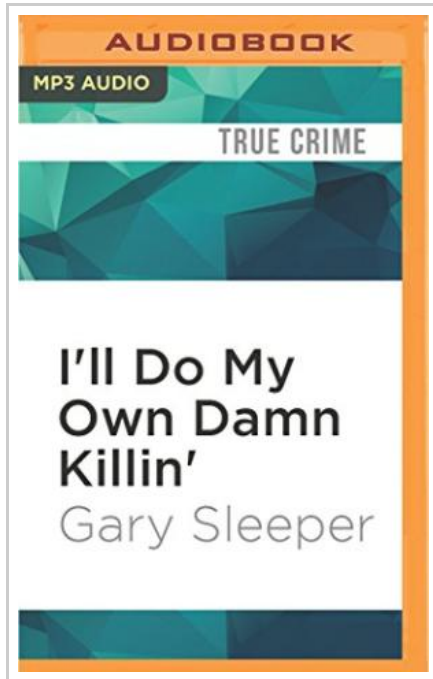 AUDIOBOOK
MP3 AUDIO
TRUE CRIME
I'll Do My
Own Damn
Killin'
Gary Sleeper